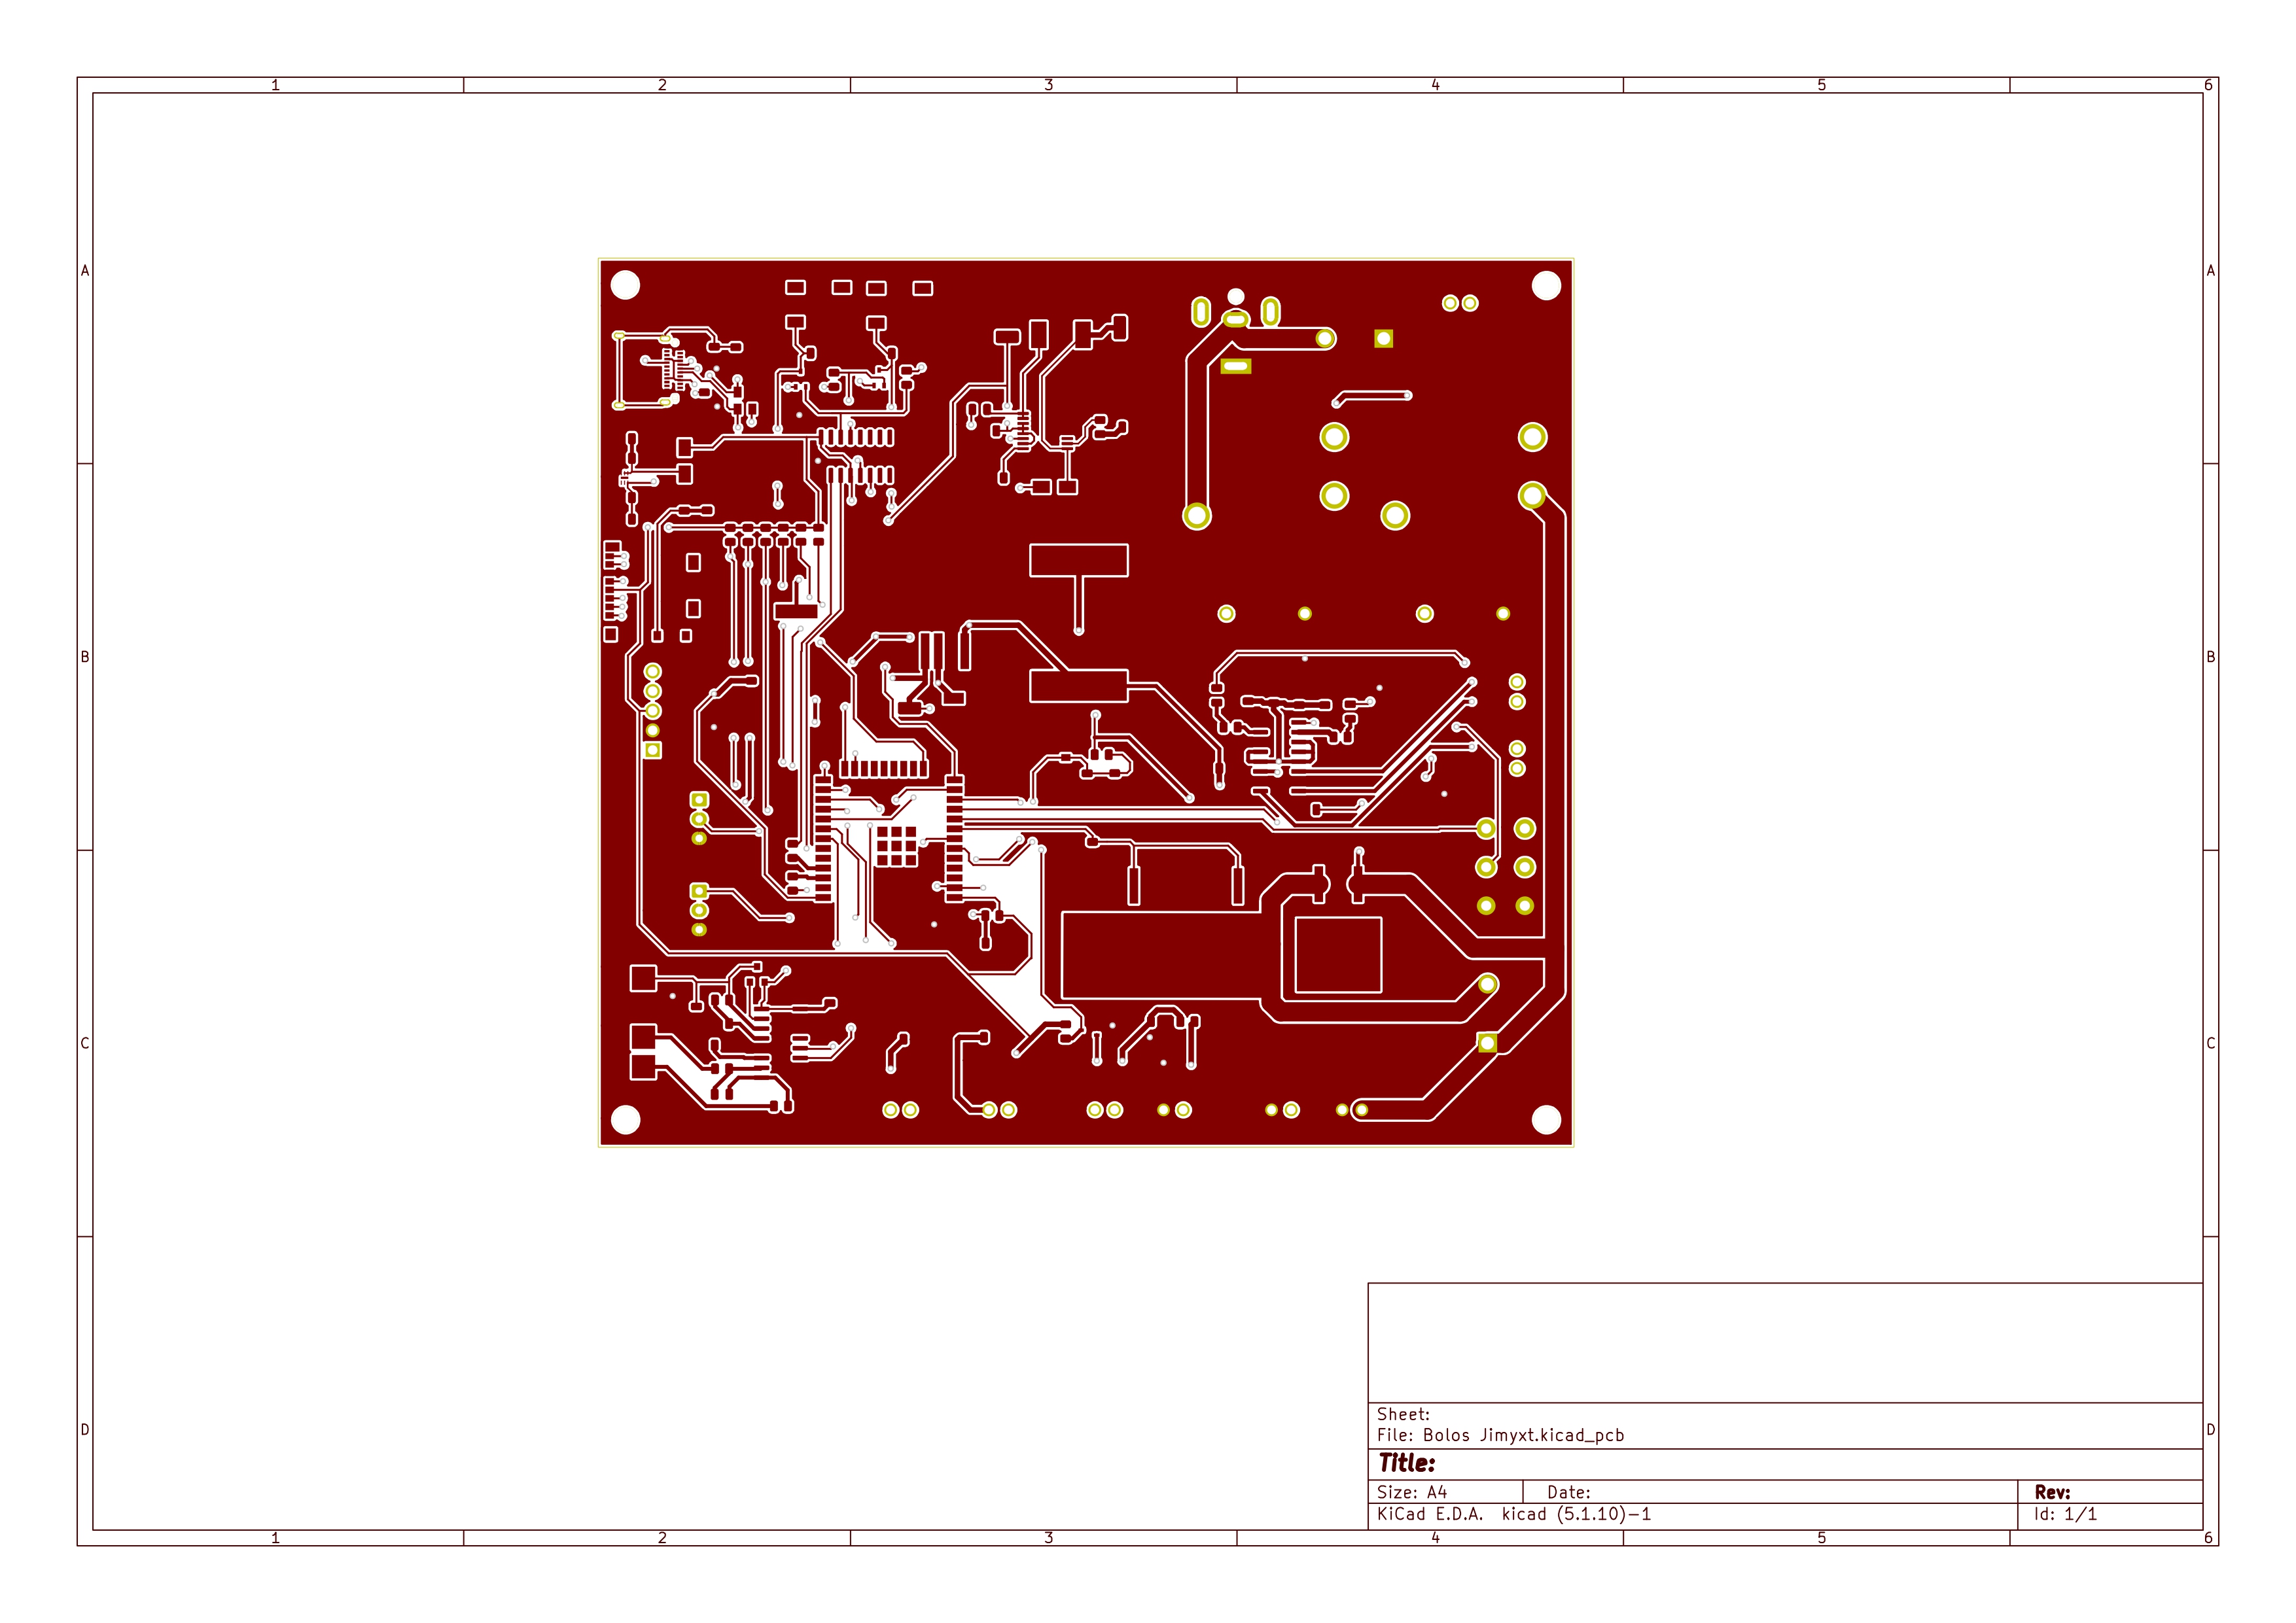 1 2 3 4 5 6
A A
B B
C C
D D
Sheet:
File: Bolos Jimyxt.kicad_pcb
Title:
Size: A4 Date: Rev:
KiCad E.D.A. kicad (5.1.10)-1 Id: 1/1
1 2 3 4 5 6